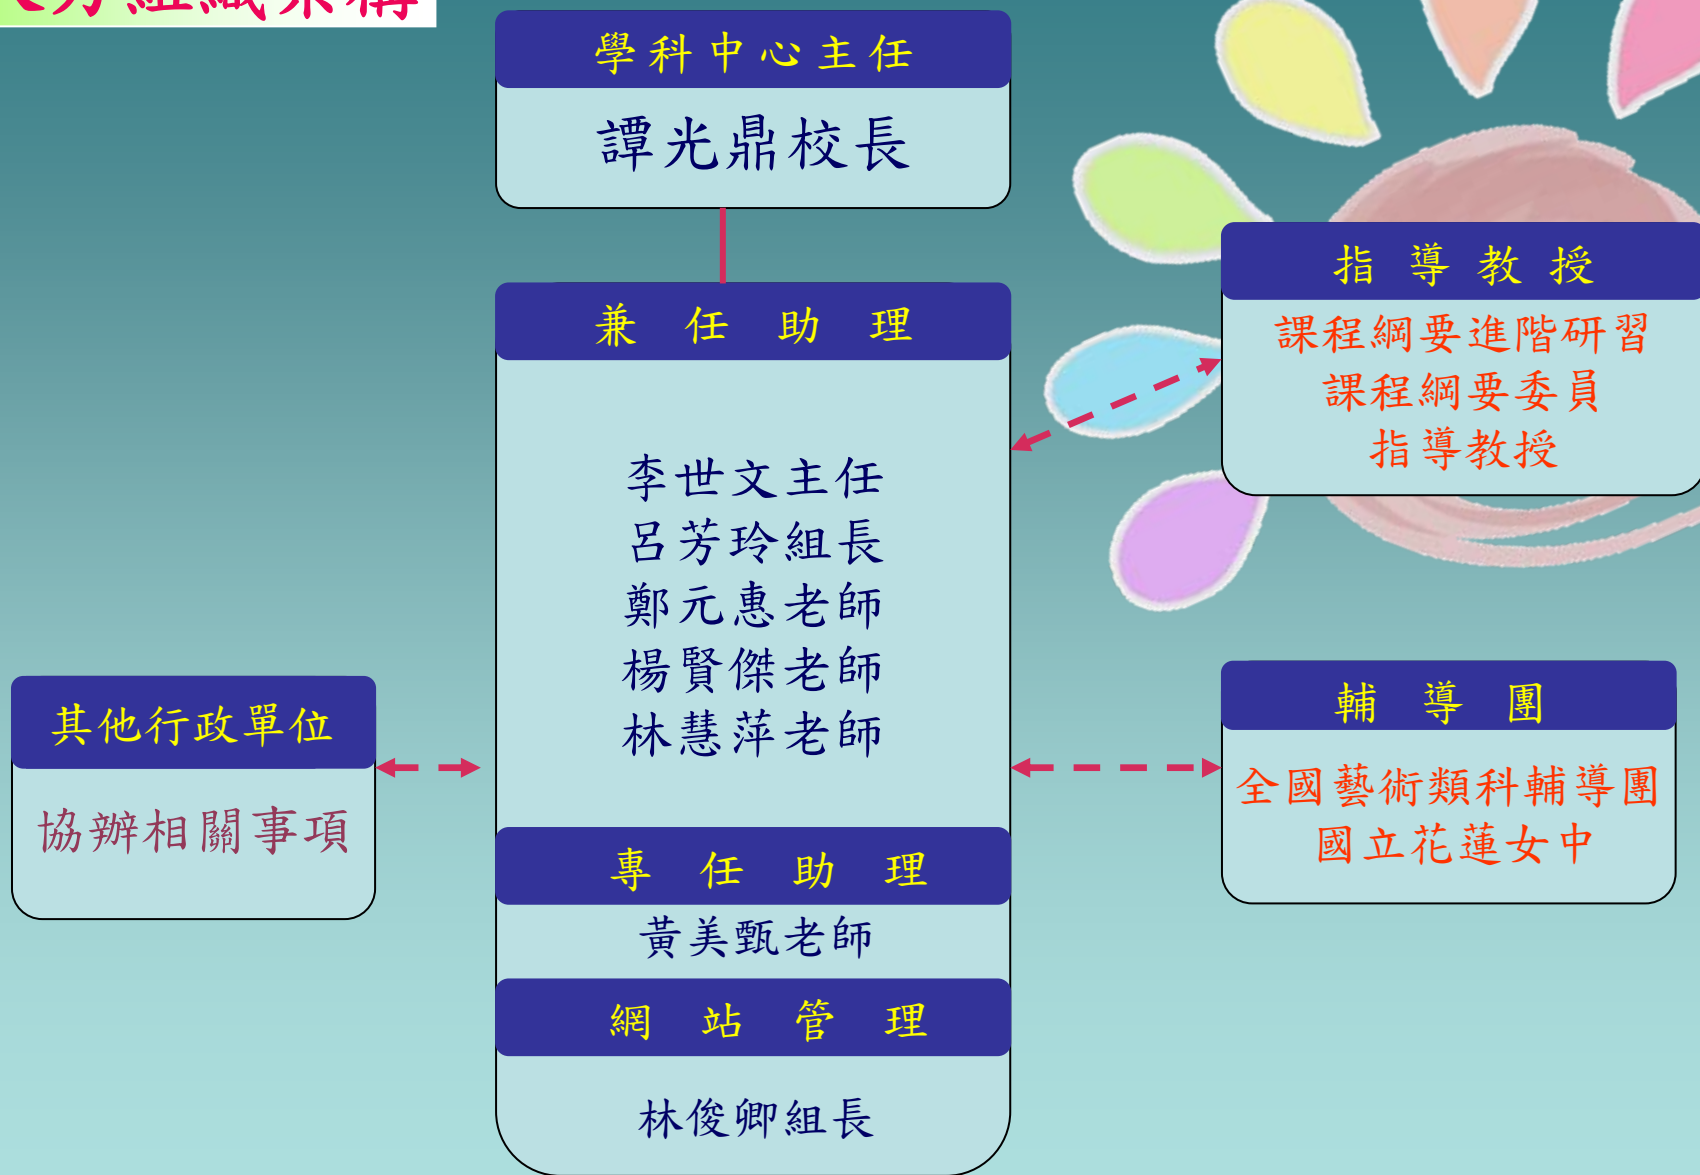 力組織架構
學科中心主任
譚光鼎校長
兼任助理
李世文主任
呂芳玲組長
鄭元惠老師
楊賢傑老師
林慧萍老師
專任助理
黃美甄老師
網站管理
林俊卿組長
其他行政單位
協辦相關事項
指導教授
課程綱要進階研習
課程綱要委員
指導教授
輔導團
全國藝術類科輔導團
國立花蓮女中